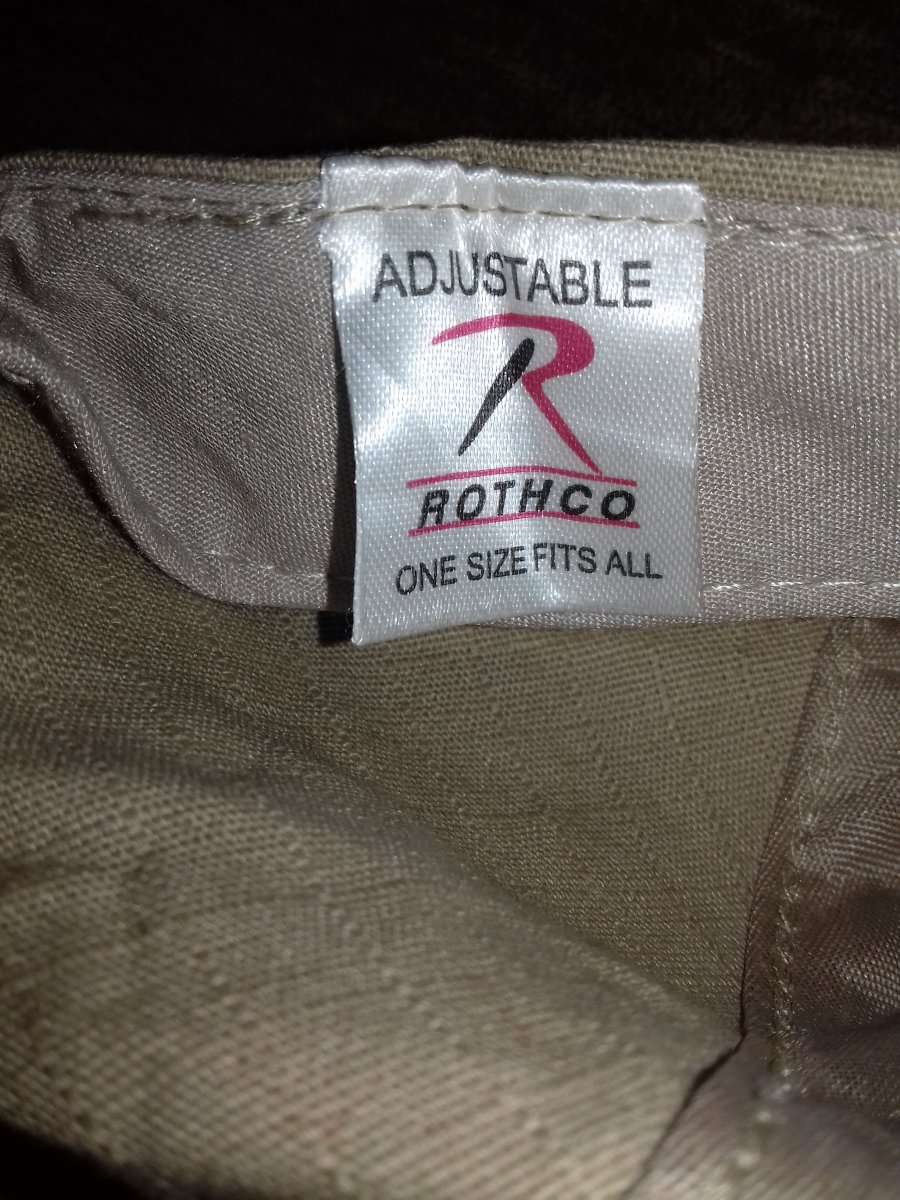 ADJUSTABLE
R
ROTHCO
ONE SIZE FITS ALL